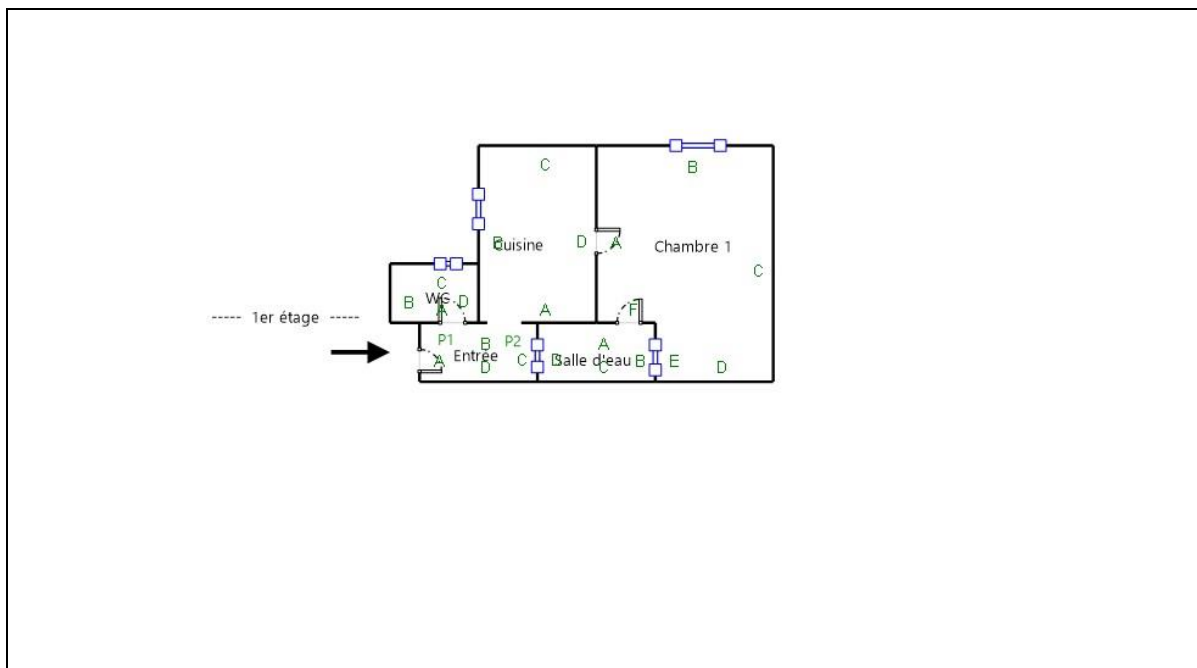 C
B
B
Cuisine
D
A
Chambre 1
C
C
B
WC
D
A
A
F
----- 1er étage -----
P1
B
P2
A
Entrée
A
D
C
D
Salle d'eau
C
B
E
D